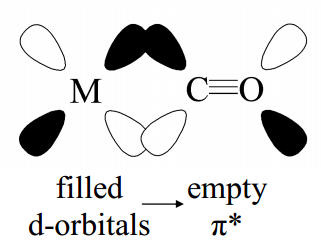 M C≡O
filled → empty
d-orbitals π*